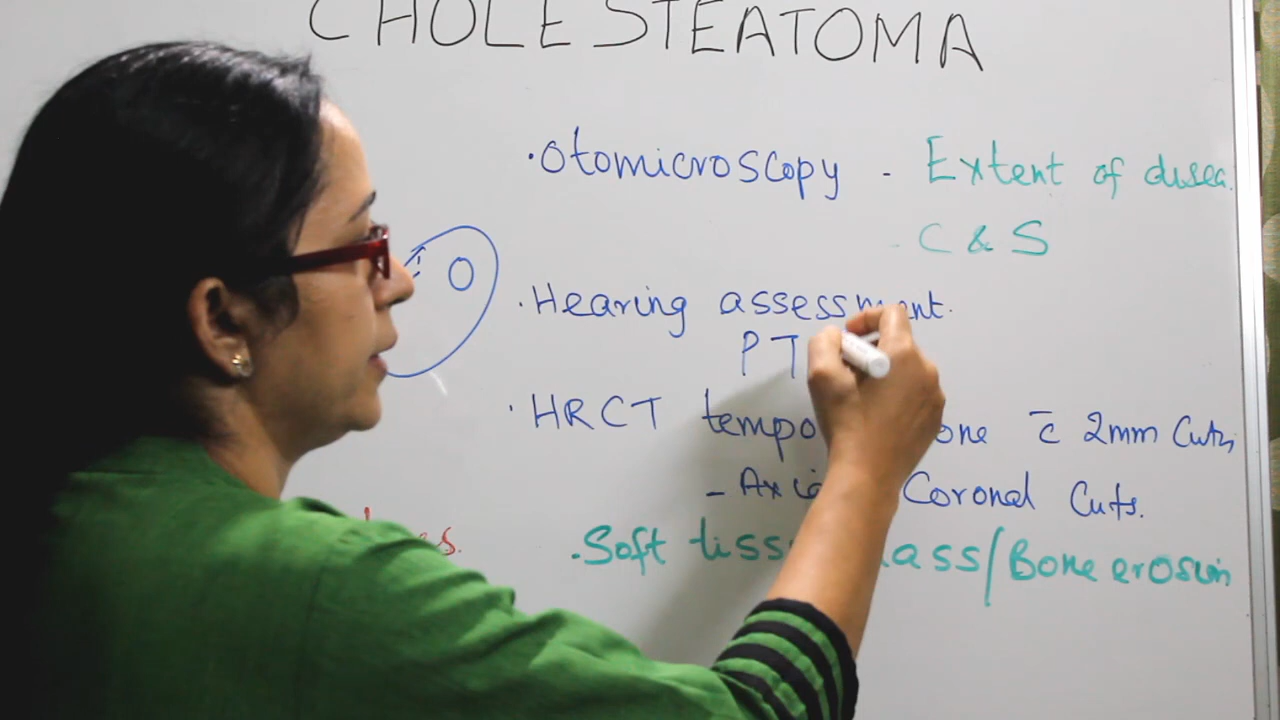 CHOLESTEATOMA
· Otomicroscopy - Extent of disea
- C & S
· Hearing assessment.
PT
· HRCT tempo one c̄ 2mm Cuts
- Axia Coronal Cuts.
· Soft tiss ass/Bone erosion